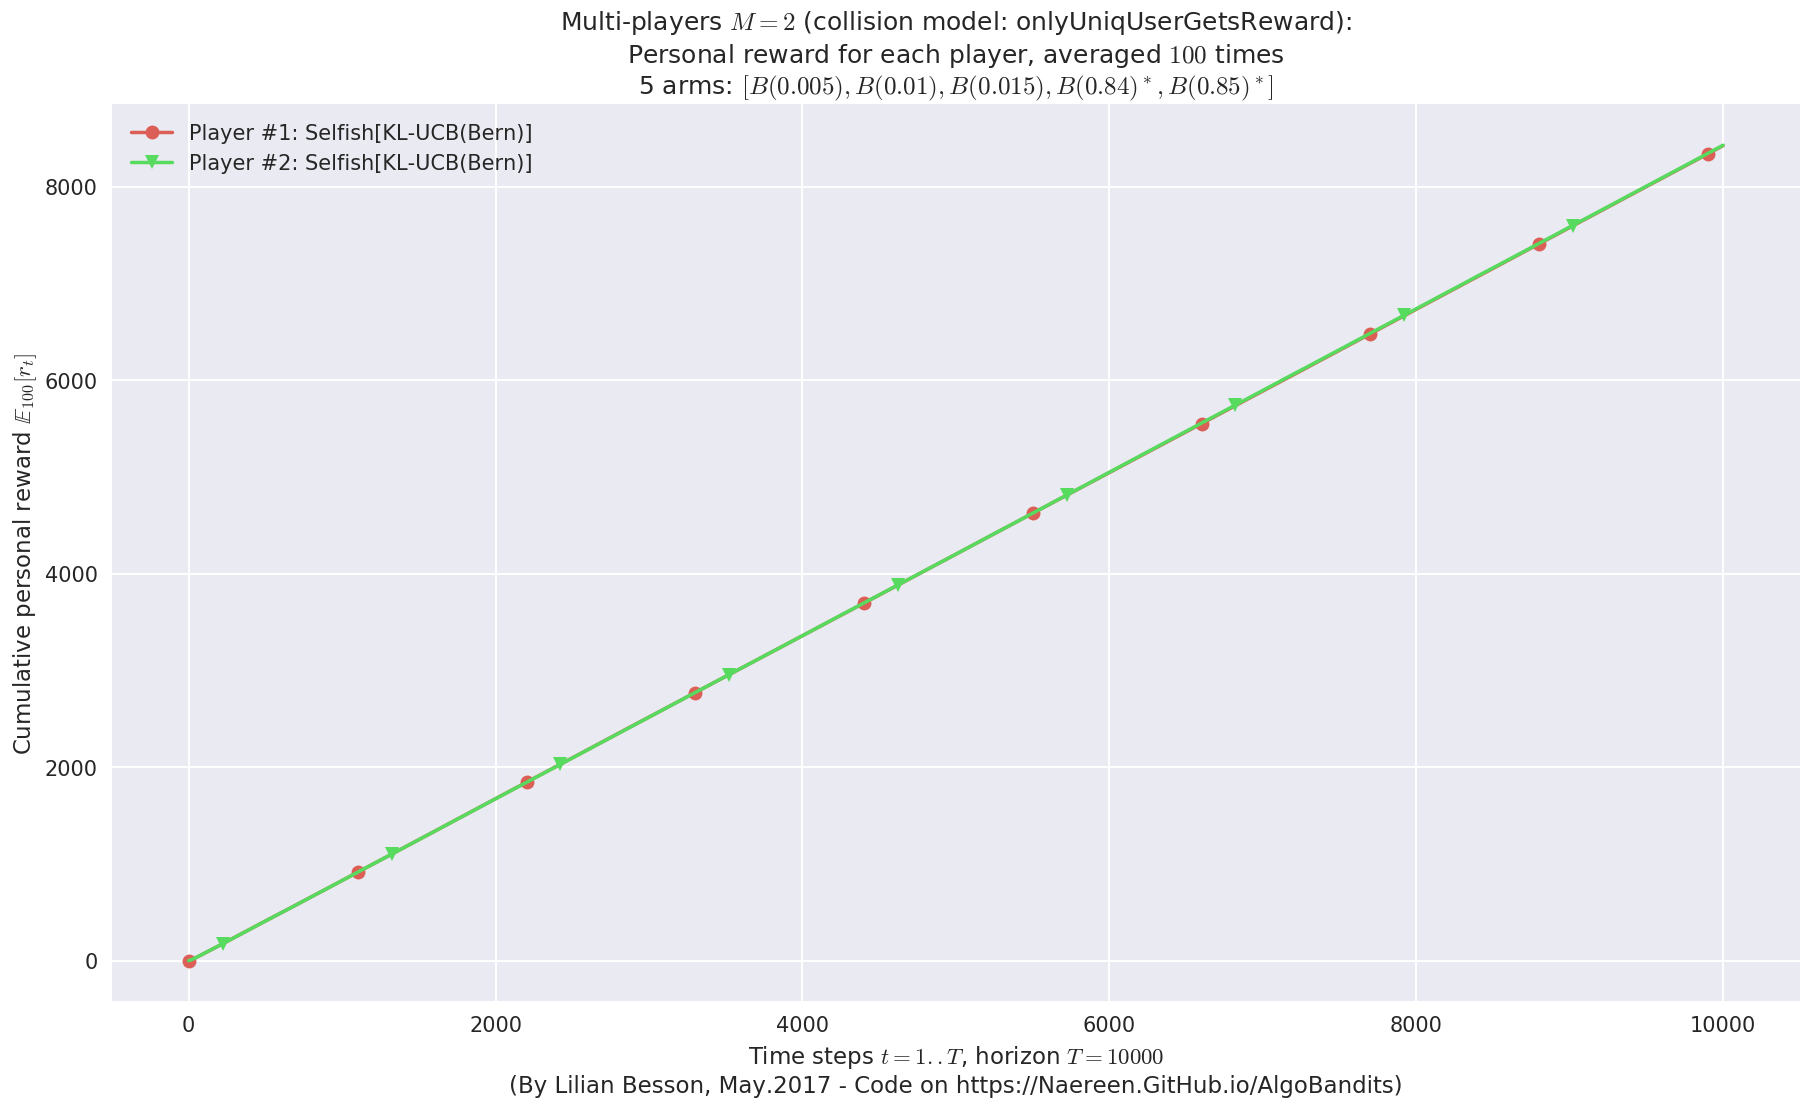 Multi-players M = 2 (collision model: onlyUniqUserGetsReward):
Personal reward for each player, averaged 100 times
5 arms: [B(0.005), B(0.01), B(0.015), B(0.84)*, B(0.85)*]
Player #1: Selfish[KL-UCB(Bern)]
Player #2: Selfish[KL-UCB(Bern)]
Cumulative personal reward 𝔼₁₀₀[rₜ]
8000
6000
4000
2000
0
0 2000 4000 6000 8000 10000
Time steps t = 1..T, horizon T = 10000
(By Lilian Besson, May.2017 - Code on https://Naereen.GitHub.io/AlgoBandits)